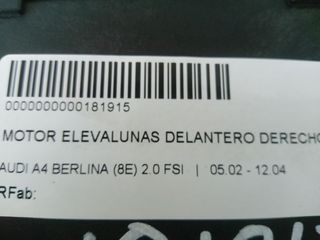 0000000000181915
MOTOR ELEVALUNAS DELANTERO DERECHO
AUDI A4 BERLINA (8E) 2.0 FSI | 05.02 - 12.04
RFab: